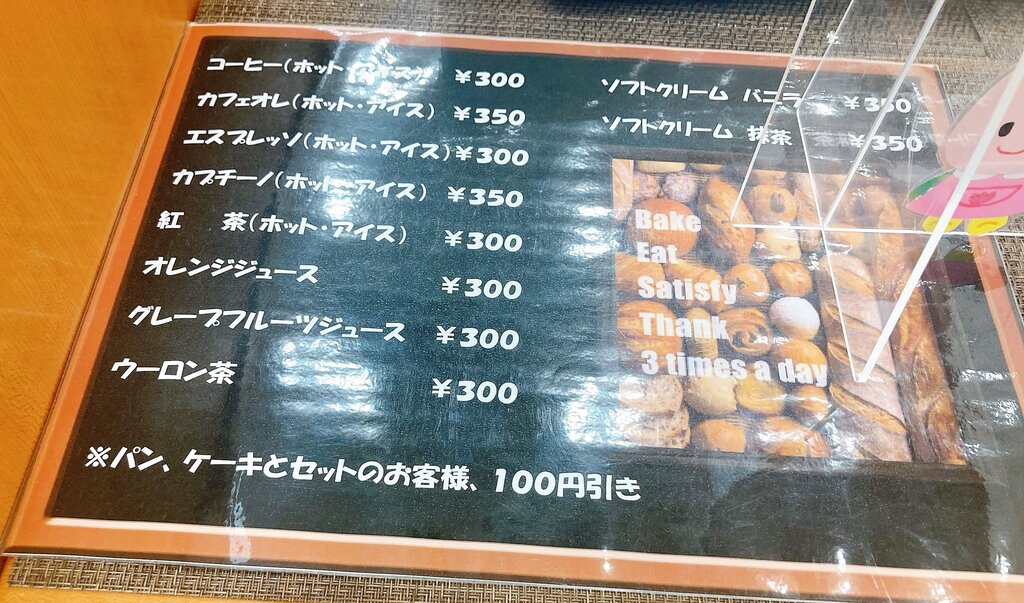 コーヒー(ホット・アイス) ¥300
カフェオレ(ホット・アイス) ¥350
エスプレッソ(ホット・アイス) ¥300
カプチーノ(ホット・アイス) ¥350
紅 茶(ホット・アイス) ¥300
オレンジジュース ¥300
グレープフルーツジュース ¥300
ウーロン茶 ¥300
※パン、ケーキとセットのお客様、100円引き
ソフトクリーム バニラ ¥350
ソフトクリーム 抹茶 ¥350
Bake
Eat
Satisfy
Thank
3 times a day